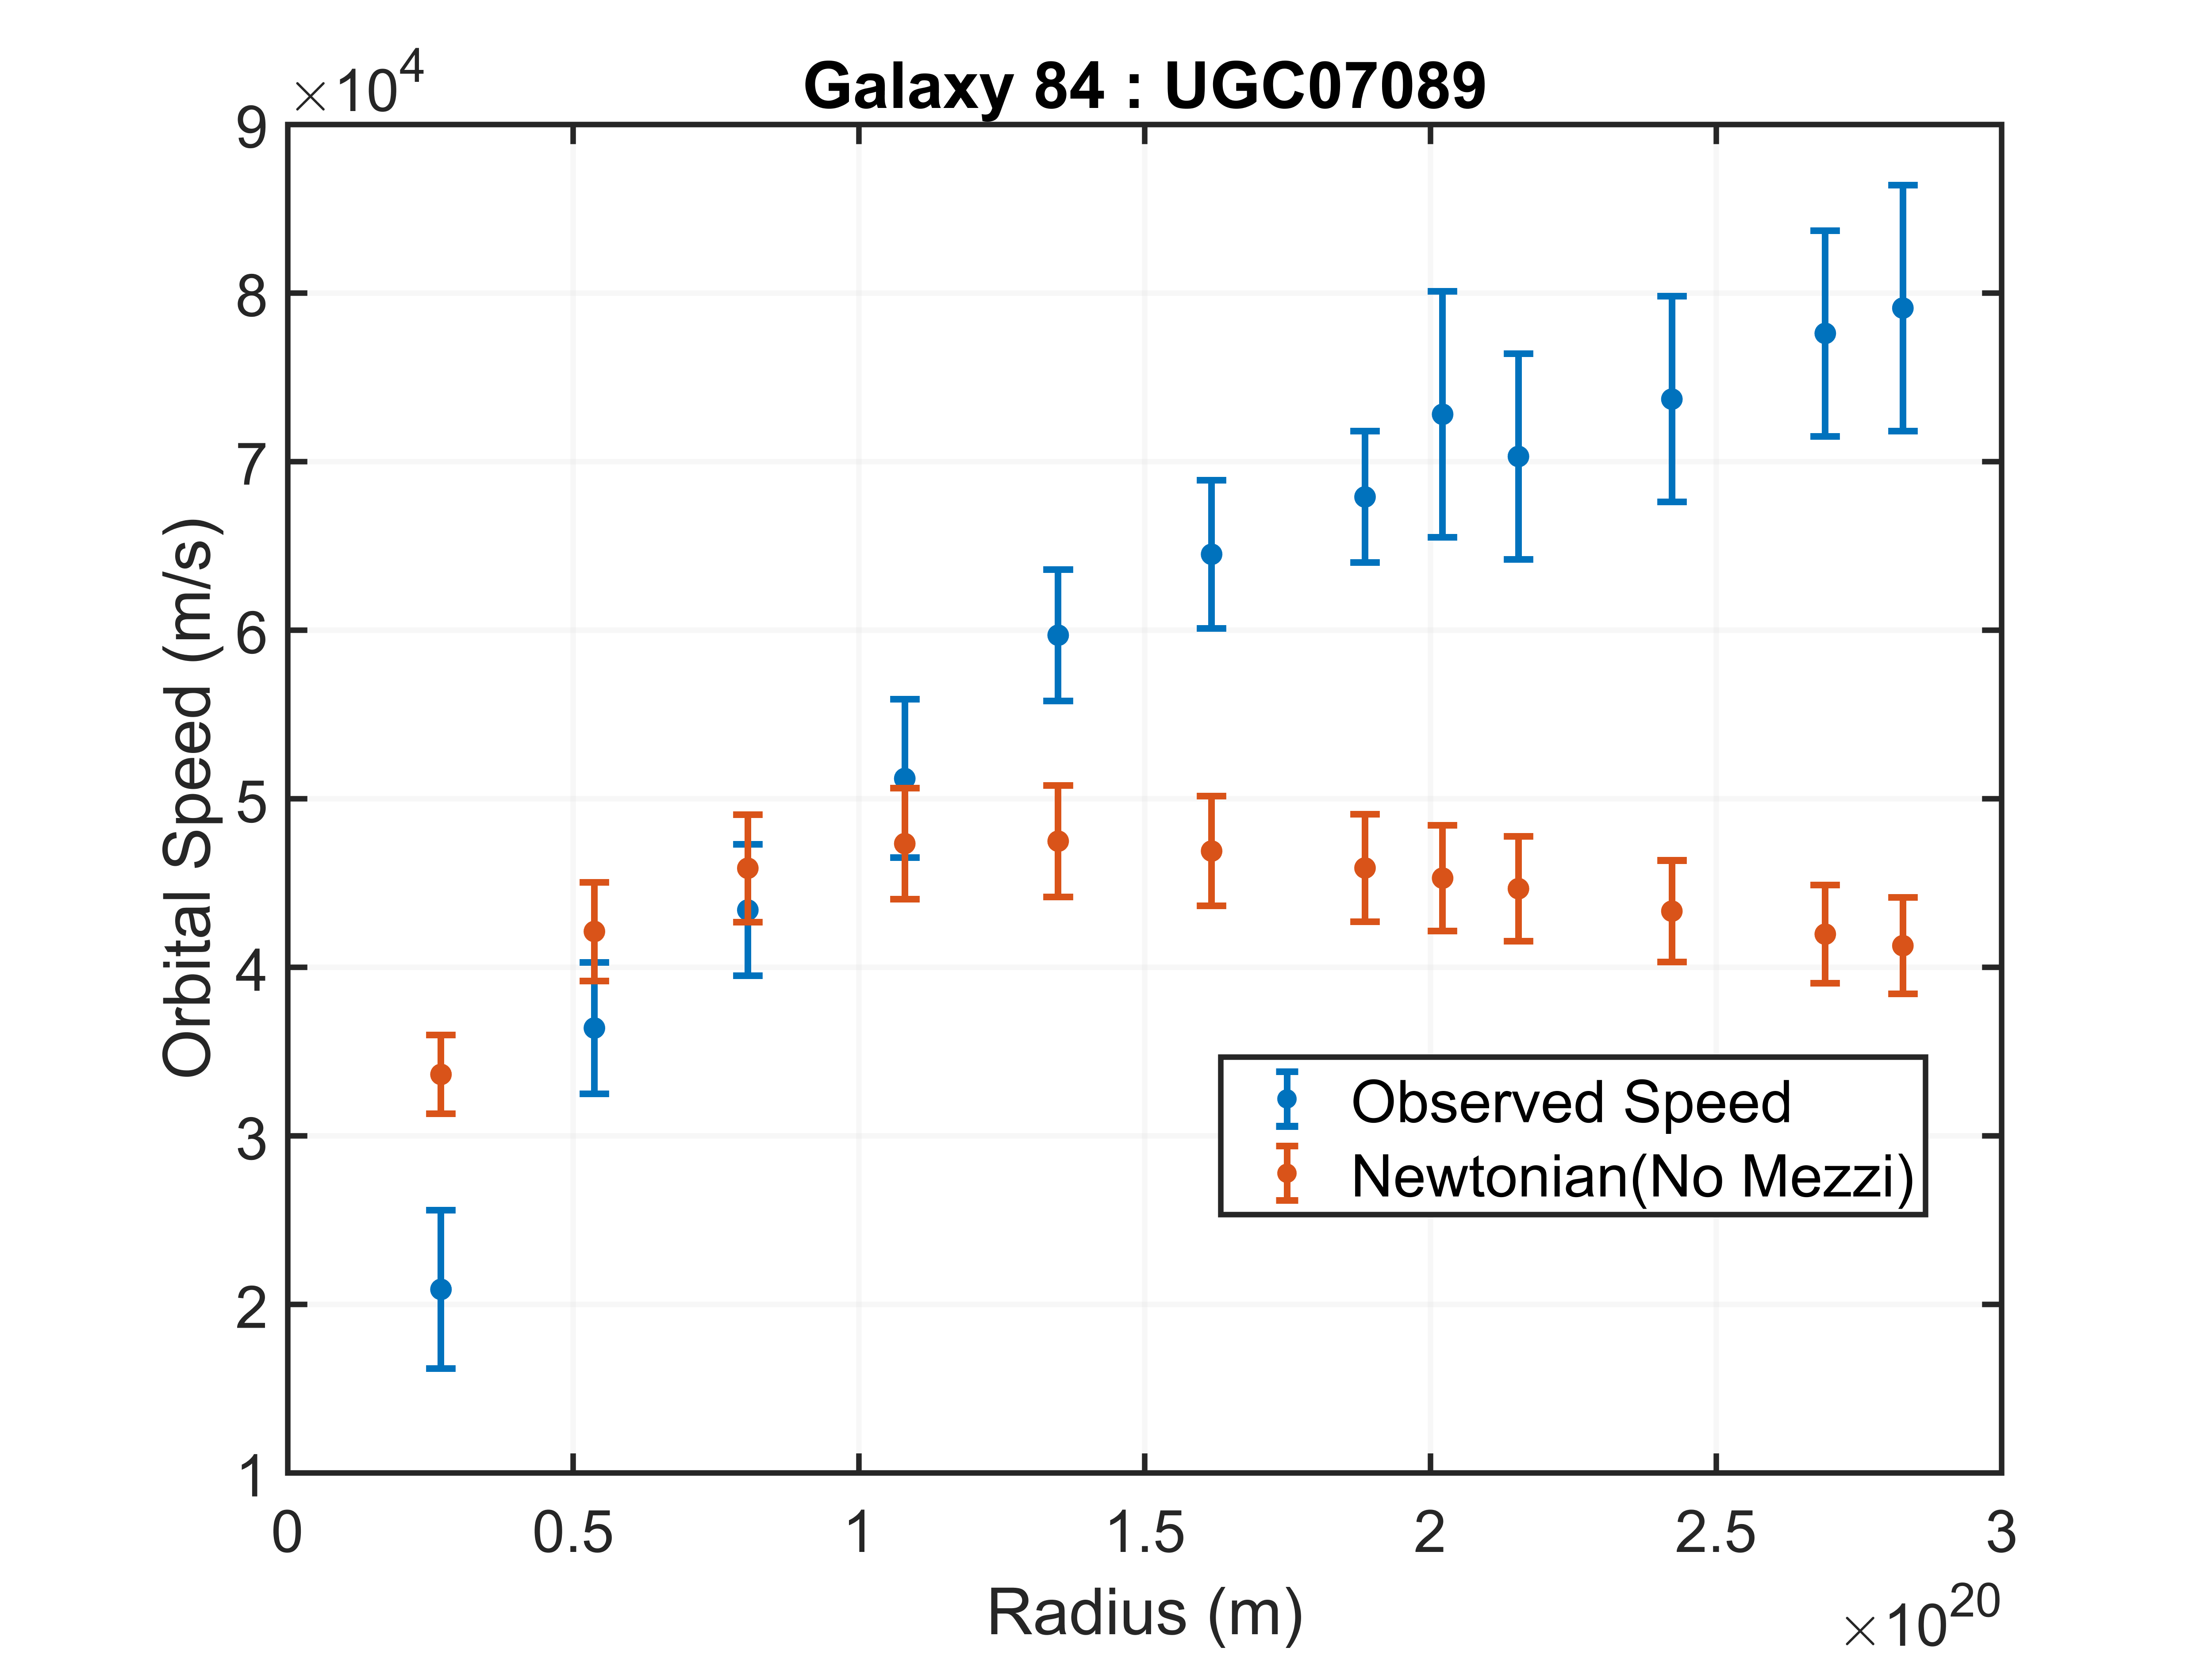 ×10^4
Galaxy 84 : UGC07089
9
8
7
6
5
4
3
2
1
Orbital Speed (m/s)
Observed Speed
Newtonian(No Mezzi)
0 0.5 1 1.5 2 2.5 3
Radius (m)
×10^20